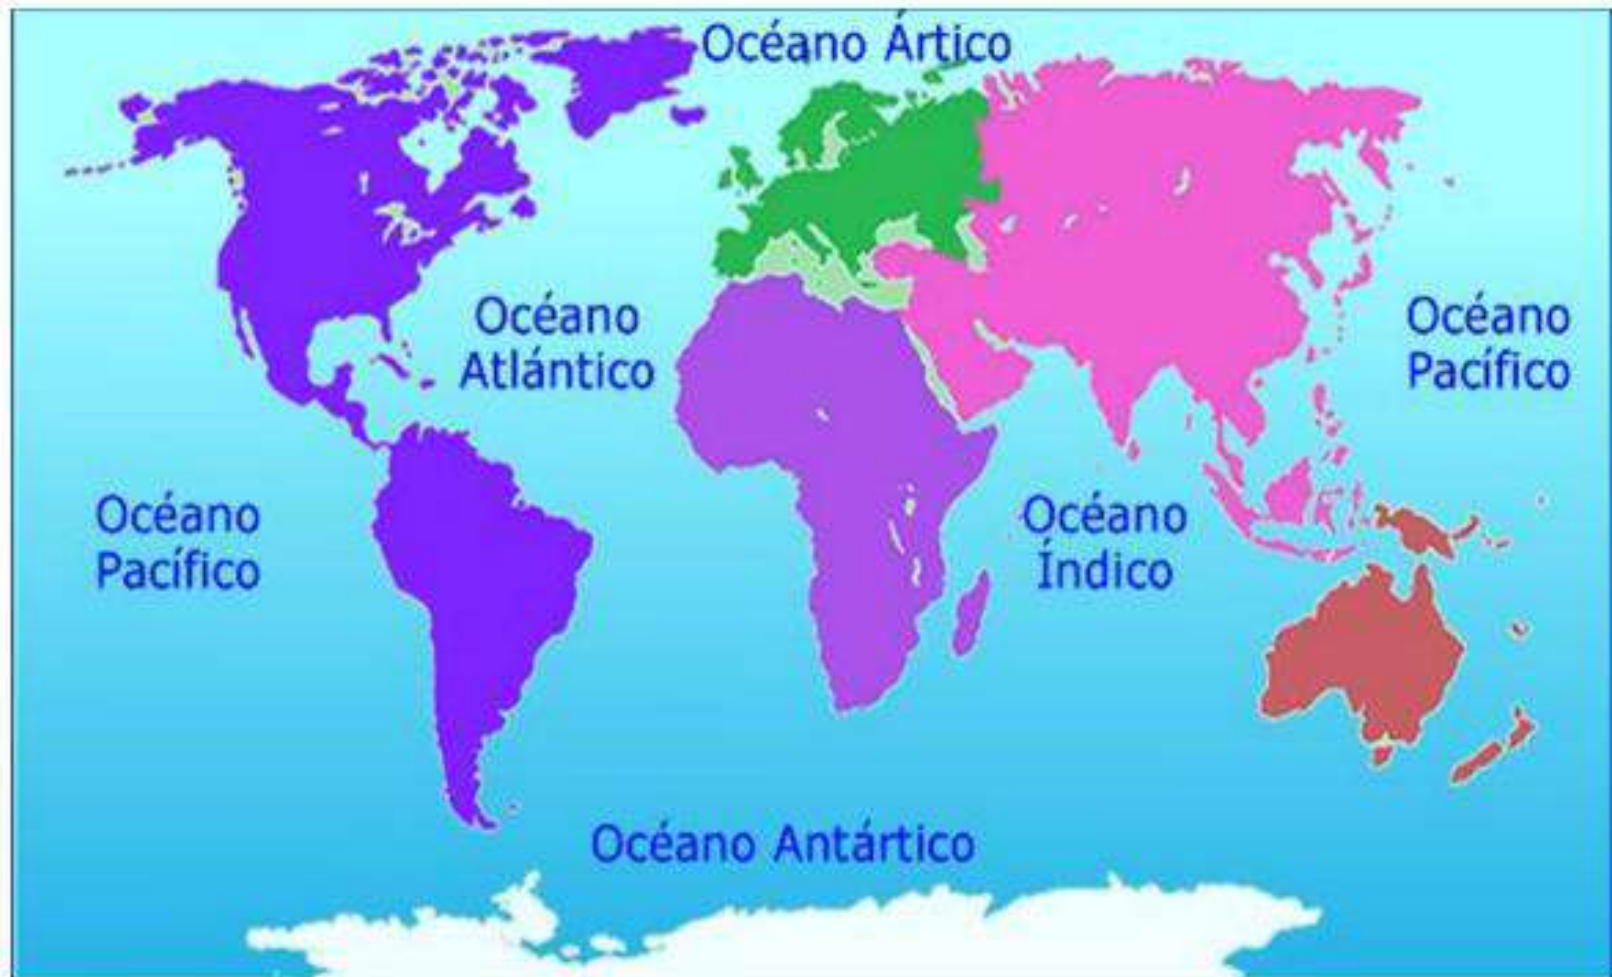 Océano Ártico
Océano
Atlántico
Océano
Pacífico
Océano
Pacífico
Océano
Índico
Océano Antártico